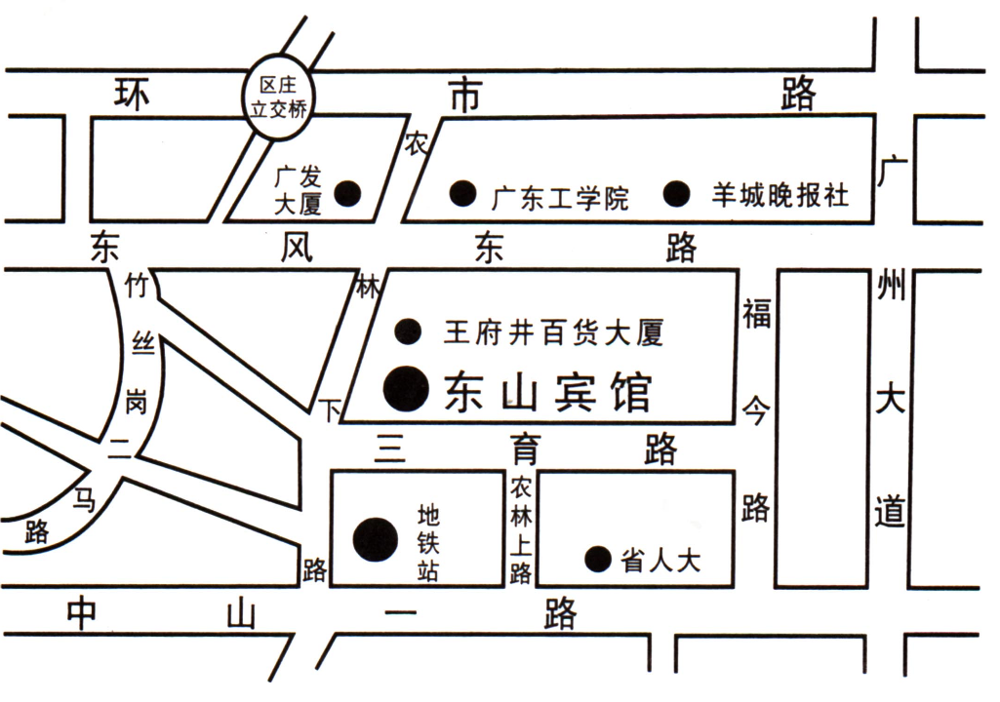 区庄
立交桥
环市路
农林下路
广发
大厦
广东工学院
羊城晚报社
广州大道
东风东路
竹丝岗二马路
福今路
王府井百货大厦
东山宾馆
三育路
地铁站
农林上路
省人大
中山一路